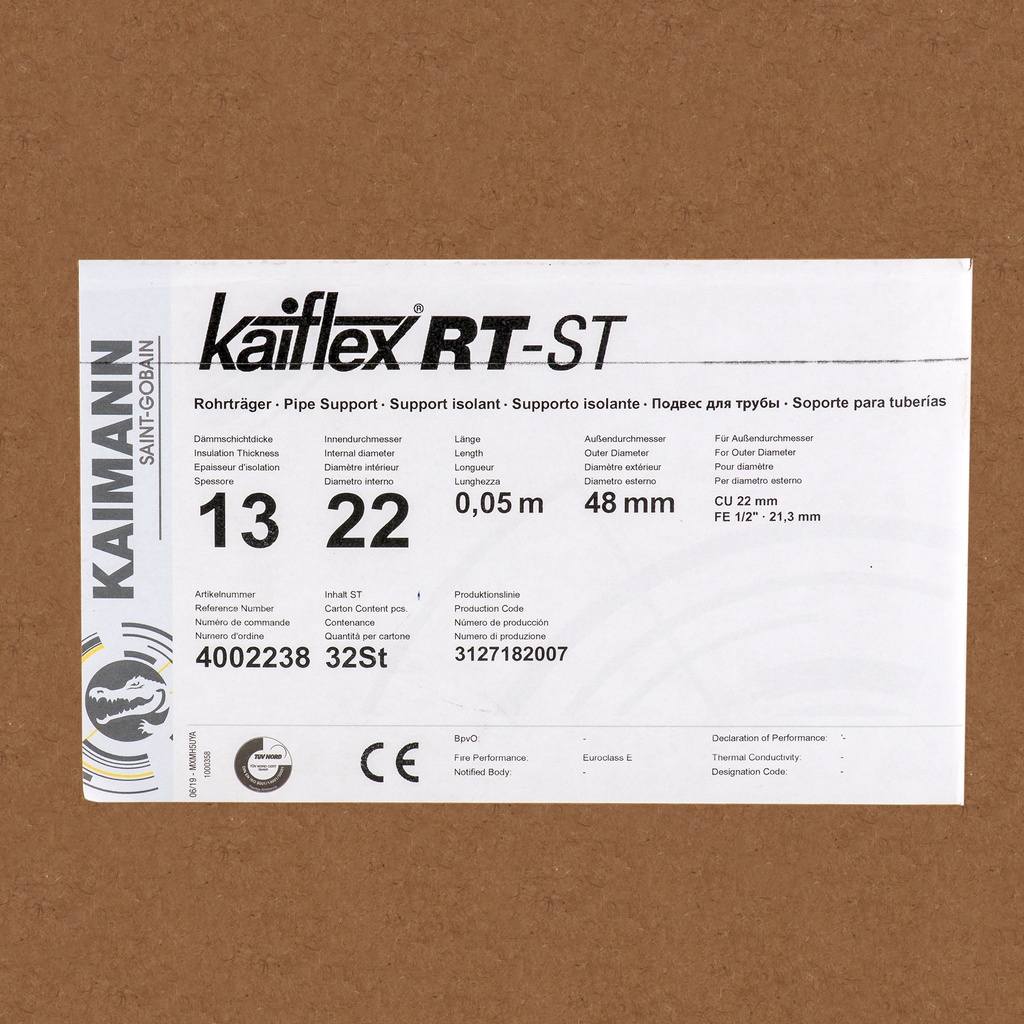 KAIMANN
SAINT-GOBAIN
kaiflex® RT-ST
Rohrträger · Pipe Support · Support isolant · Supporto isolante · Подвес для трубы · Soporte para tuberías
Dämmschichtdicke
Insulation Thickness
Epaisseur d'isolation
Spessore
13
Innendurchmesser
Internal diameter
Diamètre intérieur
Diametro interno
22
Länge
Length
Longueur
Lunghezza
0,05 m
Außendurchmesser
Outer Diameter
Diamètre extérieur
Diametro esterno
48 mm
Für Außendurchmesser
For Outer Diameter
Pour diamètre
Per diametro esterno
CU 22 mm
FE 1/2" · 21,3 mm
Artikelnummer
Reference Number
Numéro de commande
Numero d'ordine
4002238
Inhalt ST
Carton Content pcs.
Contenance
Quantità per cartone
32St
Produktionslinie
Production Code
Número de producción
Numero di produzione
3127182007
06/19 - MXMH5UYA
1000358
TÜV NORD
CE
BpvO: -
Fire Performance: Euroclass E
Notified Body: -
Declaration of Performance: -
Thermal Conductivity: -
Designation Code: -